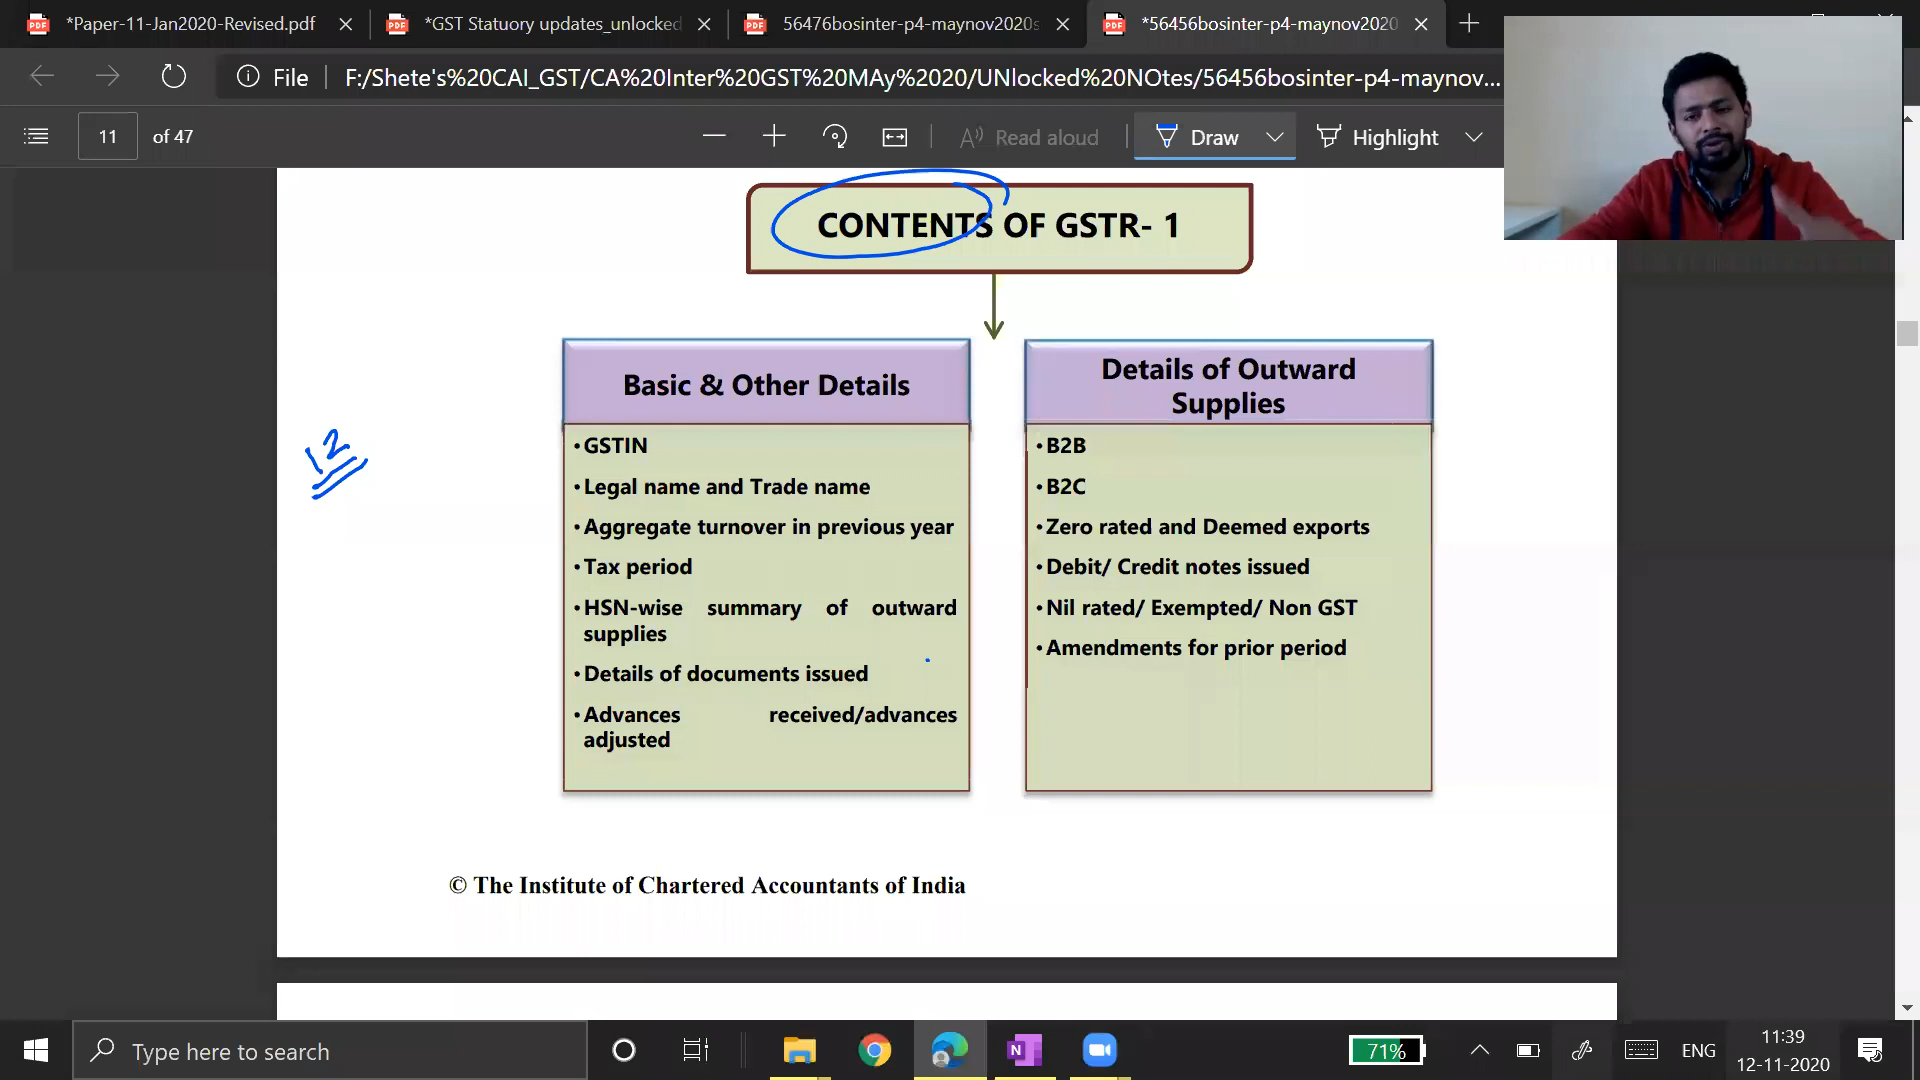 *Paper-11-Jan2020-Revised.pdf
*GST Statuory updates_unlocked
56476bosinter-p4-maynov2020s
*56456bosinter-p4-maynov2020
File
F:/Shete's%20CAI_GST/CA%20Inter%20GST%20MAy%2020/UNlocked%20NOtes/56456bosinter-p4-maynov...
11 of 47
Read aloud
Draw
Highlight
CONTENTS OF GSTR- 1
12
Basic & Other Details
•GSTIN
•Legal name and Trade name
•Aggregate turnover in previous year
•Tax period
•HSN-wise summary of outward
supplies
•Details of documents issued
•Advances received/advances
adjusted
Details of Outward
Supplies
•B2B
•B2C
•Zero rated and Deemed exports
•Debit/ Credit notes issued
•Nil rated/ Exempted/ Non GST
•Amendments for prior period
© The Institute of Chartered Accountants of India
Type here to search
71%
ENG
11:39
12-11-2020